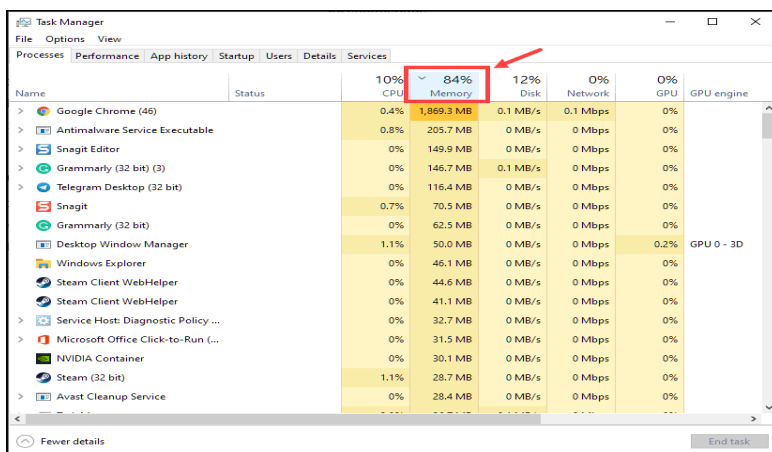 Task Manager
File Options View
Processes Performance App history Startup Users Details Services
10% 84% 12% 0% 0%
Name Status CPU Memory Disk Network GPU GPU engine
Google Chrome (46) 0.4% 1,869.3 MB 0.1 MB/s 0.1 Mbps 0%
Antimalware Service Executable 0.8% 205.7 MB 0 MB/s 0 Mbps 0%
Snagit Editor 0% 149.9 MB 0 MB/s 0 Mbps 0%
Grammarly (32 bit) (3) 0% 146.7 MB 0.1 MB/s 0 Mbps 0%
Telegram Desktop (32 bit) 0% 116.4 MB 0 MB/s 0 Mbps 0%
Snagit 0.7% 70.5 MB 0 MB/s 0 Mbps 0%
Grammarly (32 bit) 0% 62.5 MB 0 MB/s 0 Mbps 0%
Desktop Window Manager 1.1% 50.0 MB 0 MB/s 0 Mbps 0.2% GPU 0 - 3D
Windows Explorer 0% 46.1 MB 0 MB/s 0 Mbps 0%
Steam Client WebHelper 0% 44.6 MB 0 MB/s 0 Mbps 0%
Steam Client WebHelper 0% 41.1 MB 0 MB/s 0 Mbps 0%
Service Host: Diagnostic Policy ... 0% 32.7 MB 0 MB/s 0 Mbps 0%
Microsoft Office Click-to-Run (... 0% 31.5 MB 0 MB/s 0 Mbps 0%
NVIDIA Container 0% 30.1 MB 0 MB/s 0 Mbps 0%
Steam (32 bit) 1.1% 28.7 MB 0 MB/s 0 Mbps 0%
Avast Cleanup Service 0% 28.4 MB 0 MB/s 0 Mbps 0%
Fewer details End task